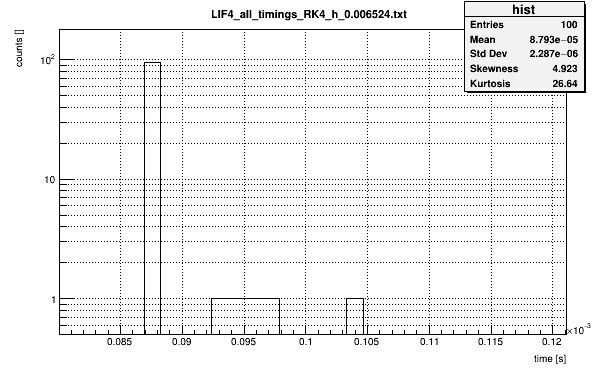 LIF4_all_timings_RK4_h_0.006524.txt
hist
Entries 100
Mean 8.793e−05
Std Dev 2.287e−06
Skewness 4.923
Kurtosis 26.64
counts []
10²
10
1
0.085 0.09 0.095 0.1 0.105 0.11 0.115 0.12
×10⁻³
time [s]